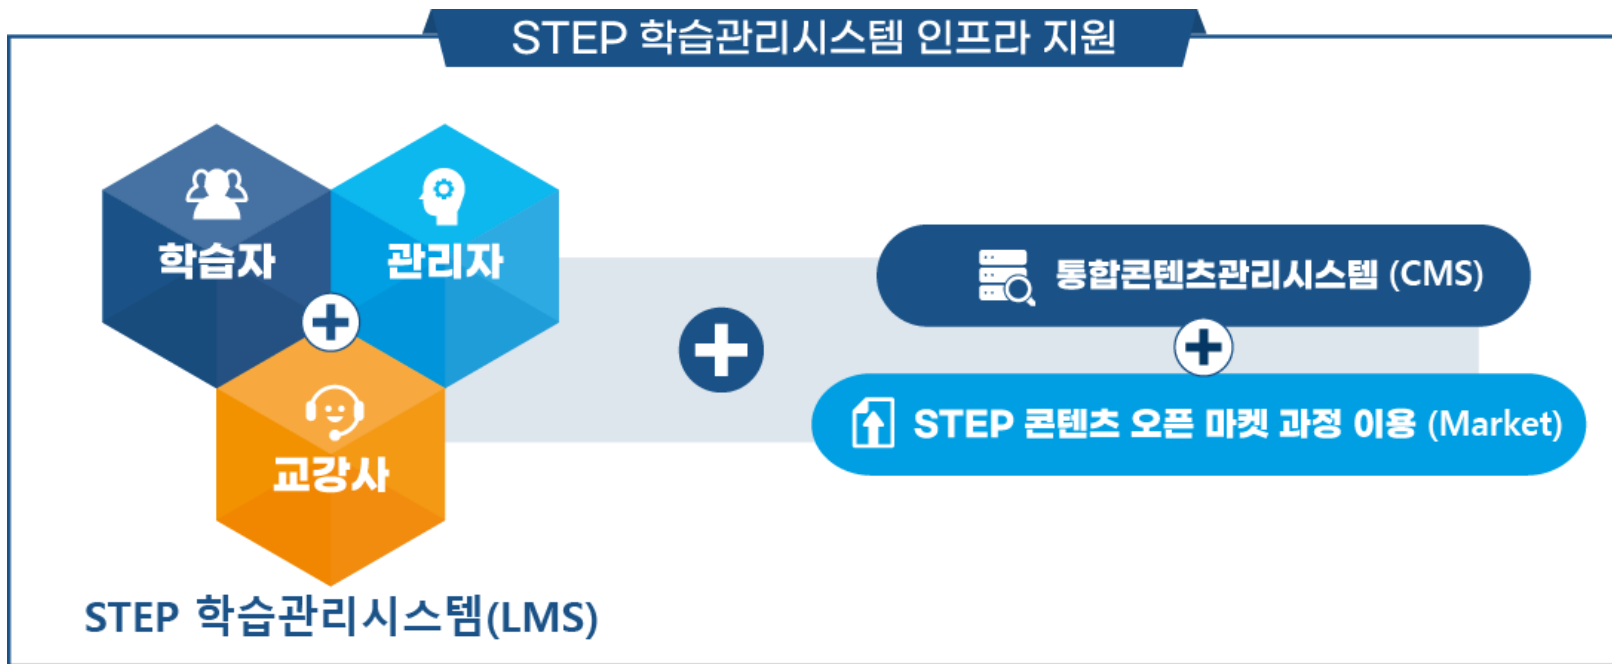 STEP 학습관리시스템 인프라 지원
학습자
관리자
교강사
STEP 학습관리시스템(LMS)
통합콘텐츠관리시스템 (CMS)
STEP 콘텐츠 오픈 마켓 과정 이용 (Market)